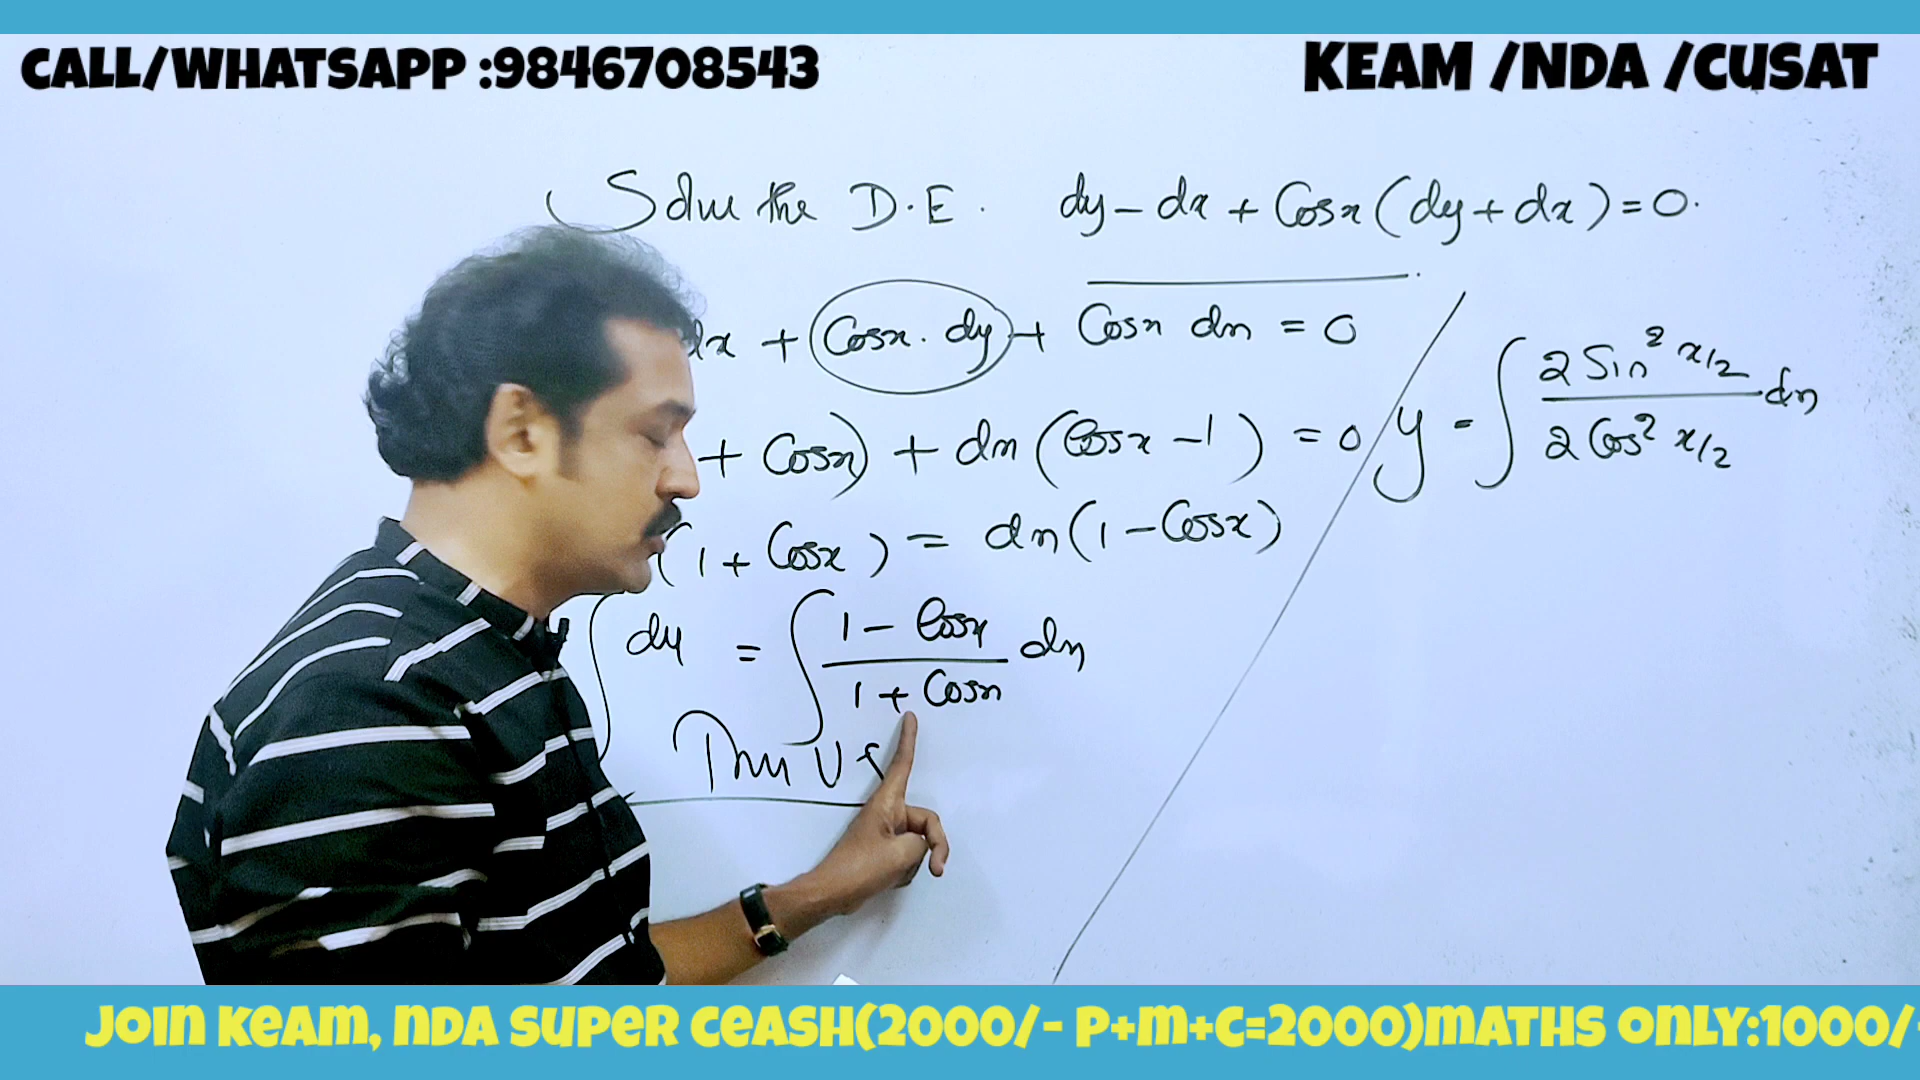 CALL/WHATSAPP :9846708543
KEAM /NDA /CUSAT
Solve the D.E. dy - dx + Cosx (dy + dx) = 0.
dx + Cosx. dy + Cosx dx = 0
+ Cosx) + dx (Cosx - 1) = 0
(1 + Cosx) = dx (1 - Cosx)
∫ dy = ∫ (1 - Cosx)/(1 + Cosx) dx
y = ∫ (2 Sin² x/2)/(2 Cos² x/2) dx
JOIN KEAM, NDA SUPER CEASH(2000/- P+M+C=2000)MATHS ONLY:1000/-